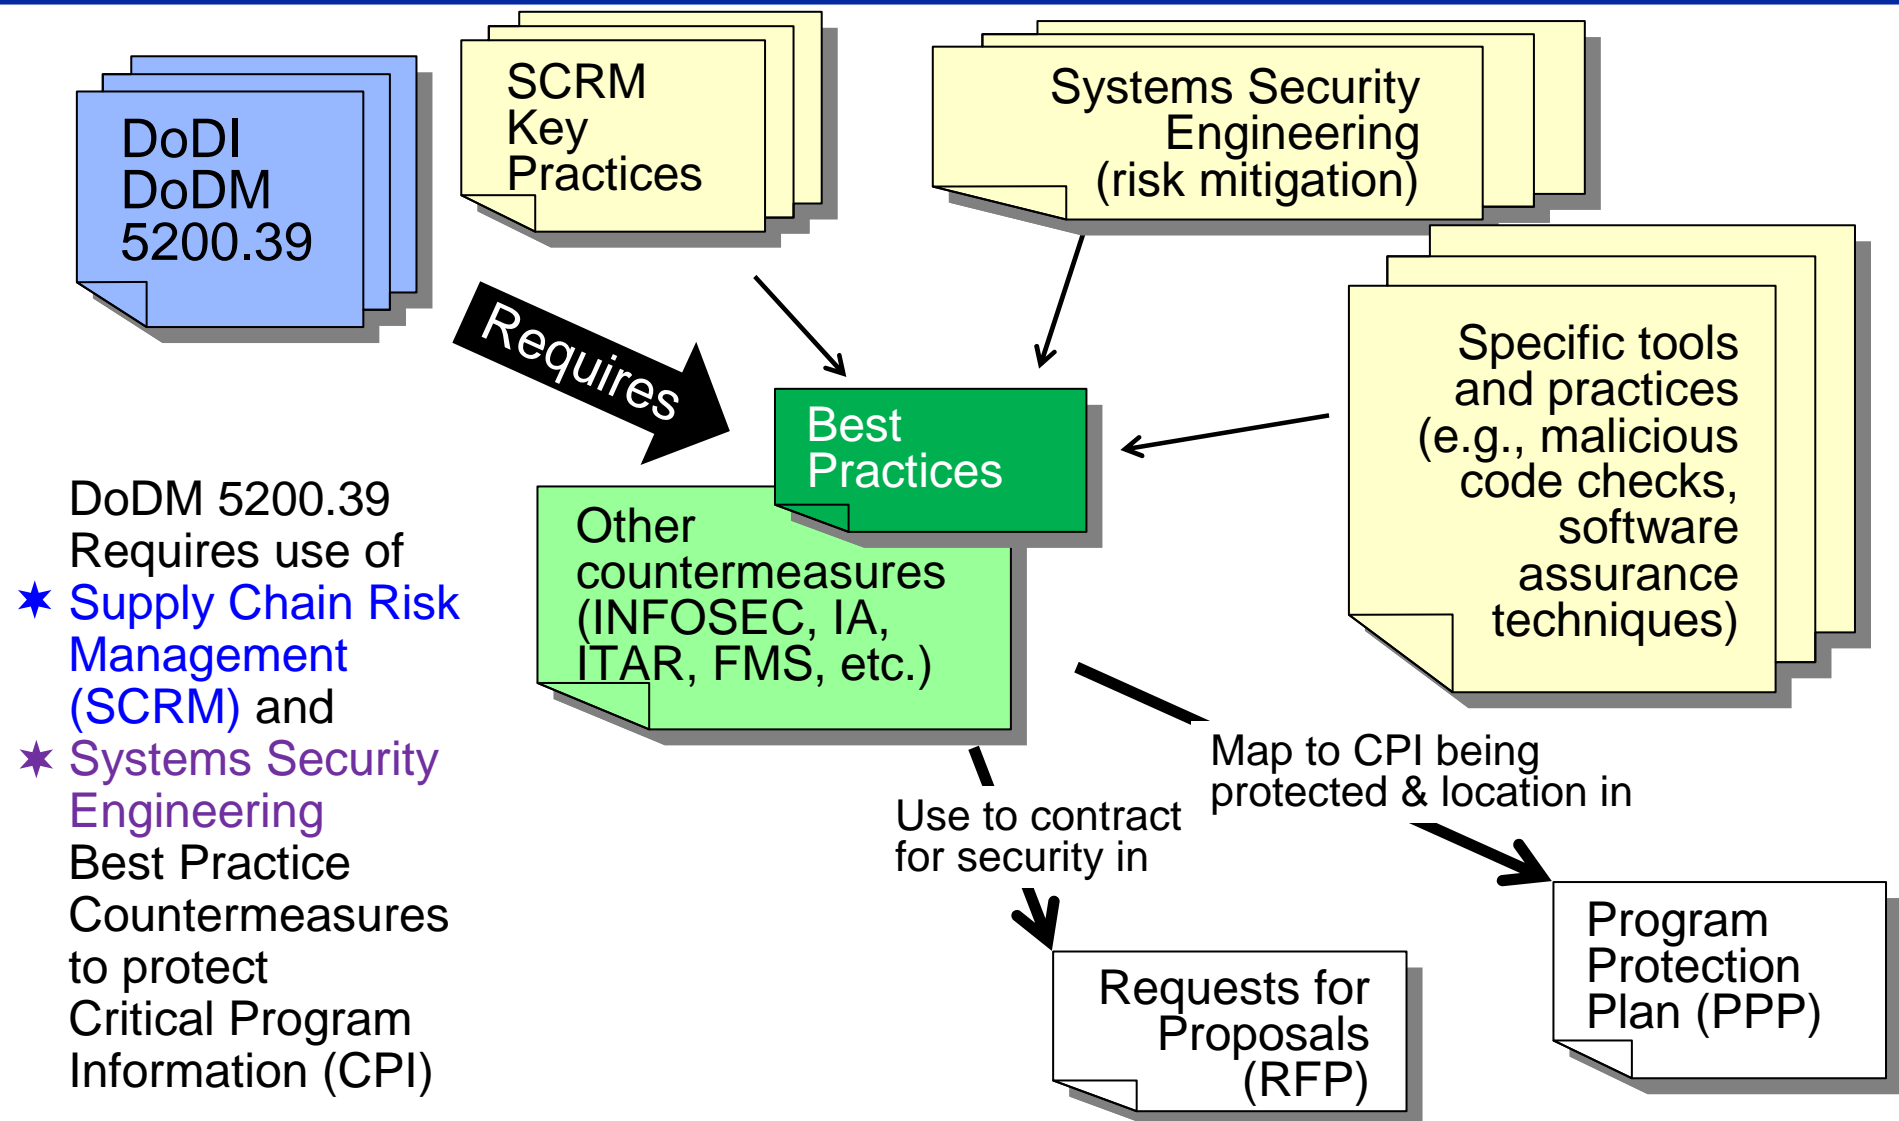 DoDI
DoDM
5200.39
SCRM
Key
Practices
Systems Security
Engineering
(risk mitigation)
Specific tools
and practices
(e.g., malicious
code checks,
software
assurance
techniques)
Requires
Best
Practices
Other
countermeasures
(INFOSEC, IA,
ITAR, FMS, etc.)
DoDM 5200.39
Requires use of
Supply Chain Risk
Management
(SCRM) and
Systems Security
Engineering
Best Practice
Countermeasures
to protect
Critical Program
Information (CPI)
Map to CPI being
protected & location in
Use to contract
for security in
Requests for
Proposals
(RFP)
Program
Protection
Plan (PPP)